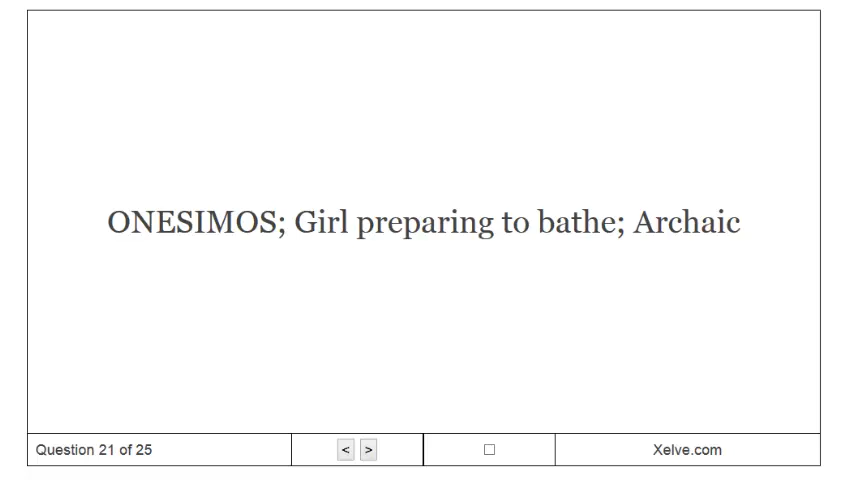 ONESIMOS; Girl preparing to bathe; Archaic
Question 21 of 25
< >
Xelve.com